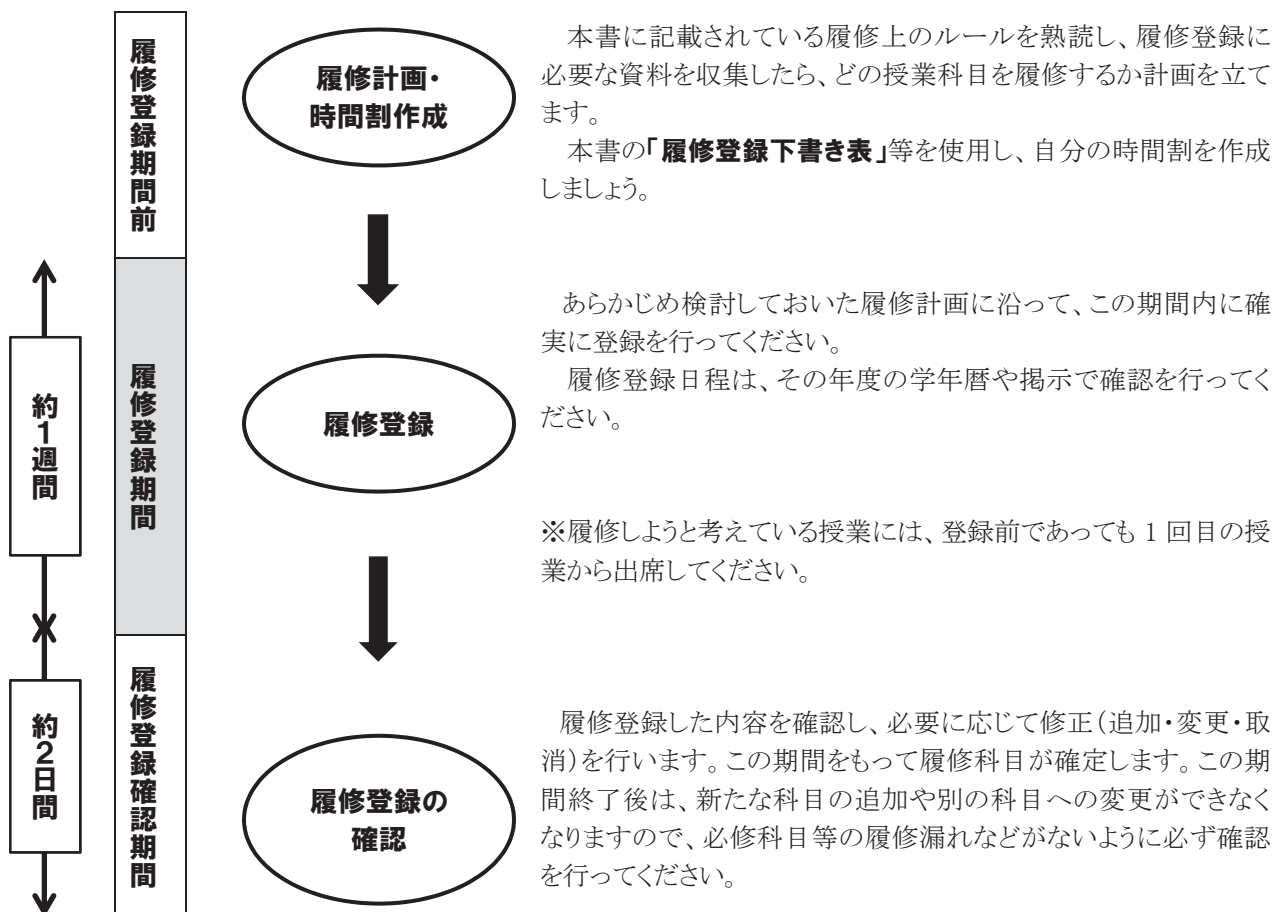 履修登録期間前
履修計画・
時間割作成
本書に記載されている履修上のルールを熟読し、履修登録に
必要な資料を収集したら、どの授業科目を履修するか計画を立て
ます。
本書の「履修登録下書き表」等を使用し、自分の時間割を作成
しましょう。
約1週間
履修登録期間
履修登録
あらかじめ検討しておいた履修計画に沿って、この期間内に確
実に登録を行ってください。
履修登録日程は、その年度の学年暦や掲示で確認を行ってく
ださい。
※履修しようと考えている授業には、登録前であっても 1 回目の授
業から出席してください。
約2日間
履修登録確認期間
履修登録の
確認
履修登録した内容を確認し、必要に応じて修正(追加・変更・取
消)を行います。この期間をもって履修科目が確定します。この期
間終了後は、新たな科目の追加や別の科目への変更ができなく
なりますので、必修科目等の履修漏れなどがないように必ず確認
を行ってください。